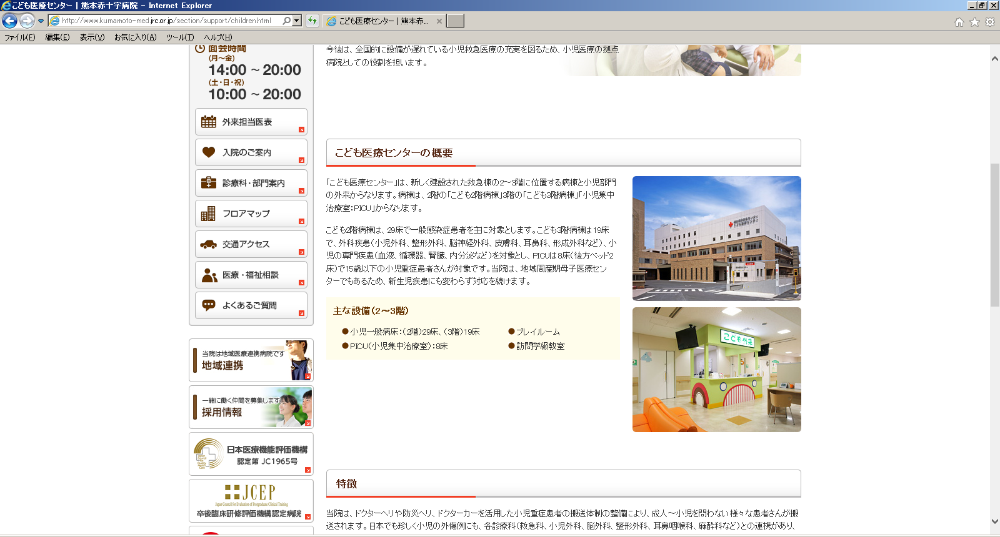 こども医療センター | 熊本赤十字病院 - Internet Explorer
http://www.kumamoto-med.jrc.or.jp/section/support/children.html
こども医療センター | 熊本赤...
ファイル(F) 編集(E) 表示(V) お気に入り(A) ツール(T) ヘルプ(H)
面会時間
(月～金)
14:00 ～ 20:00
(土・日・祝)
10:00 ～ 20:00
外来担当医表
入院のご案内
診療科・部門案内
フロアマップ
交通アクセス
医療・福祉相談
よくあるご質問
当院は地域医療連携病院です
地域連携
一緒に働く仲間を募集します
採用情報
日本医療機能評価機構
認定第 JC1965号
JCEP
Japan Council for Evaluation of Postgraduate Clinical Training
卒後臨床研修評価機構認定病院
今後は、全国的に設備が遅れている小児救急医療の充実を図るため、小児医療の拠点
病院としての役割を担います。
こども医療センターの概要
「こども医療センター」は、新しく建設された救急棟の2～3階に位置する病棟と小児部門
の外来からなります。病棟は、2階の「こども2階病棟」3階の「こども3階病棟」「小児集中
治療室：PICU」からなります。
こども2階病棟は、29床で一般感染症患者を主に対象とします。こども3階病棟は19床
で、外科疾患（小児外科、整形外科、脳神経外科、皮膚科、耳鼻科、形成外科など）、小
児の専門疾患（血液、循環器、腎臓、内分泌など）を対象とし、PICUは8床（後方ベッド2
床）で15歳以下の小児重症患者さんが対象です。当院は、地域周産期母子医療セン
ターでもあるため、新生児疾患にも変わらず対応を続けます。
主な設備（2～3階）
●小児一般病床：（2階）29床、（3階）19床
●プレイルーム
●PICU（小児集中治療室）：8床
●訪問学級教室
こども外来
特徴
当院は、ドクターヘリや防災ヘリ、ドクターカーを活用した小児重症患者の搬送体制の整備により、成人～小児を問わない様々な患者さんが搬
送されます。日本でも珍しく小児の外傷例にも、各診療科（救急科、小児外科、脳外科、整形外科、耳鼻咽喉科、麻酔科など）との連携があり、